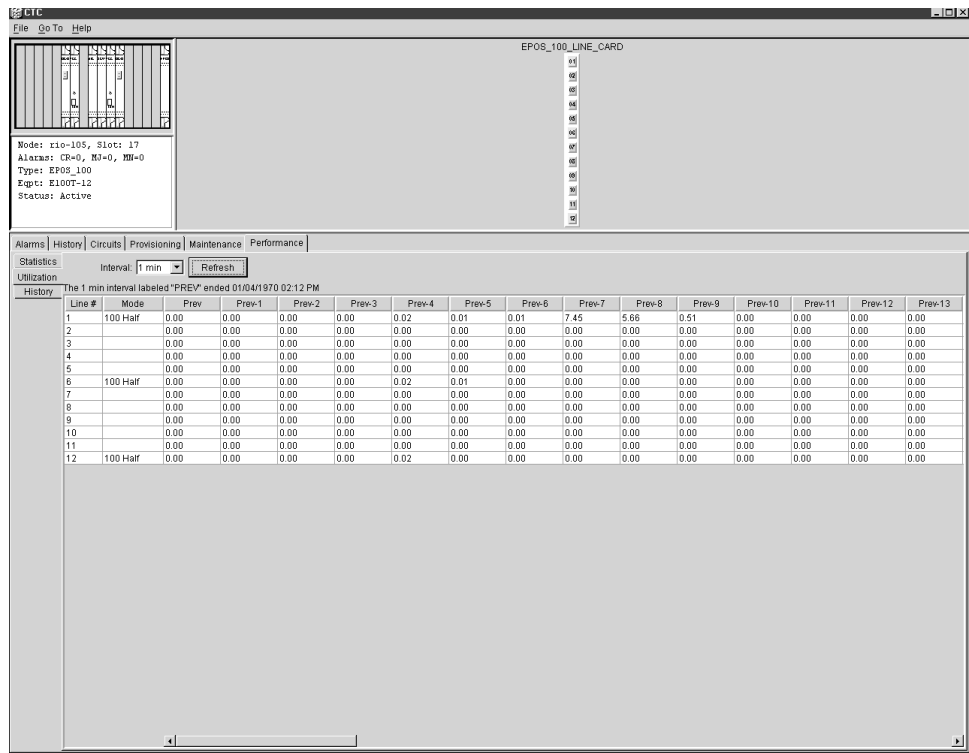 CTC
File Go To Help
EPOS_100_LINE_CARD
01
02
03
04
05
06
07
08
09
10
11
12
Node: rio-105, Slot: 17
Alarms: CR=0, MJ=0, MN=0
Type: EPOS_100
Eqpt: E100T-12
Status: Active
Alarms History Circuits Provisioning Maintenance Performance
Statistics
Utilization
History
Interval: 1 min Refresh
The 1 min interval labeled "PREV" ended 01/04/1970 02:12 PM
Line # Mode Prev Prev-1 Prev-2 Prev-3 Prev-4 Prev-5 Prev-6 Prev-7 Prev-8 Prev-9 Prev-10 Prev-11 Prev-12 Prev-13
1 100 Half 0.00 0.00 0.00 0.00 0.02 0.01 0.01 7.45 5.66 0.51 0.00 0.00 0.00 0.00
2 0.00 0.00 0.00 0.00 0.00 0.00 0.00 0.00 0.00 0.00 0.00 0.00 0.00 0.00
3 0.00 0.00 0.00 0.00 0.00 0.00 0.00 0.00 0.00 0.00 0.00 0.00 0.00 0.00
4 0.00 0.00 0.00 0.00 0.00 0.00 0.00 0.00 0.00 0.00 0.00 0.00 0.00 0.00
5 0.00 0.00 0.00 0.00 0.00 0.00 0.00 0.00 0.00 0.00 0.00 0.00 0.00 0.00
6 100 Half 0.00 0.00 0.00 0.00 0.02 0.01 0.00 0.00 0.00 0.00 0.00 0.00 0.00 0.00
7 0.00 0.00 0.00 0.00 0.00 0.00 0.00 0.00 0.00 0.00 0.00 0.00 0.00 0.00
8 0.00 0.00 0.00 0.00 0.00 0.00 0.00 0.00 0.00 0.00 0.00 0.00 0.00 0.00
9 0.00 0.00 0.00 0.00 0.00 0.00 0.00 0.00 0.00 0.00 0.00 0.00 0.00 0.00
10 0.00 0.00 0.00 0.00 0.00 0.00 0.00 0.00 0.00 0.00 0.00 0.00 0.00 0.00
11 0.00 0.00 0.00 0.00 0.00 0.00 0.00 0.00 0.00 0.00 0.00 0.00 0.00 0.00
12 100 Half 0.00 0.00 0.00 0.00 0.02 0.00 0.00 0.00 0.00 0.00 0.00 0.00 0.00 0.00